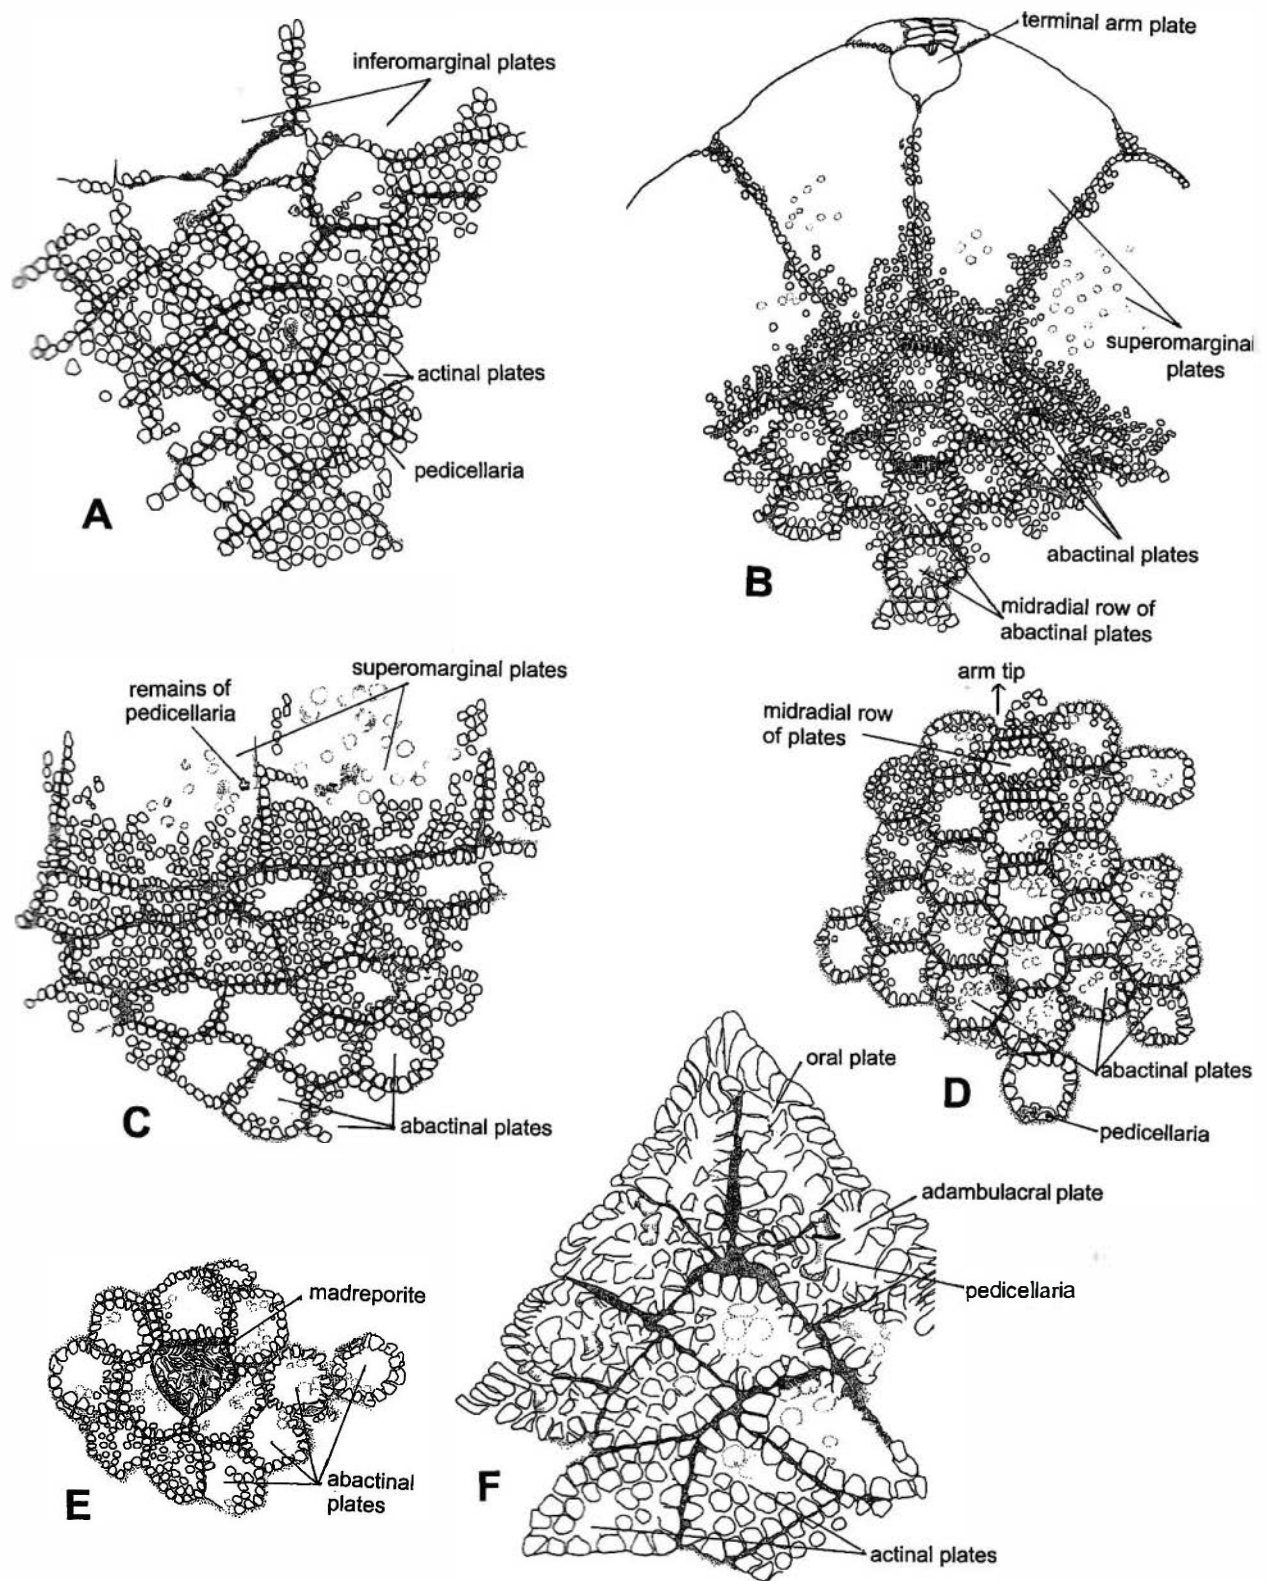 inferomarginal plates
actinal plates
pedicellaria
A
terminal arm plate
superomarginal
plates
abactinal plates
midradial row of
abactinal plates
B
superomarginal plates
remains of
pedicellaria
abactinal plates
C
arm tip
midradial row
of plates
abactinal plates
pedicellaria
D
madreporite
abactinal
plates
E
oral plate
adambulacral plate
pedicellaria
actinal plates
F